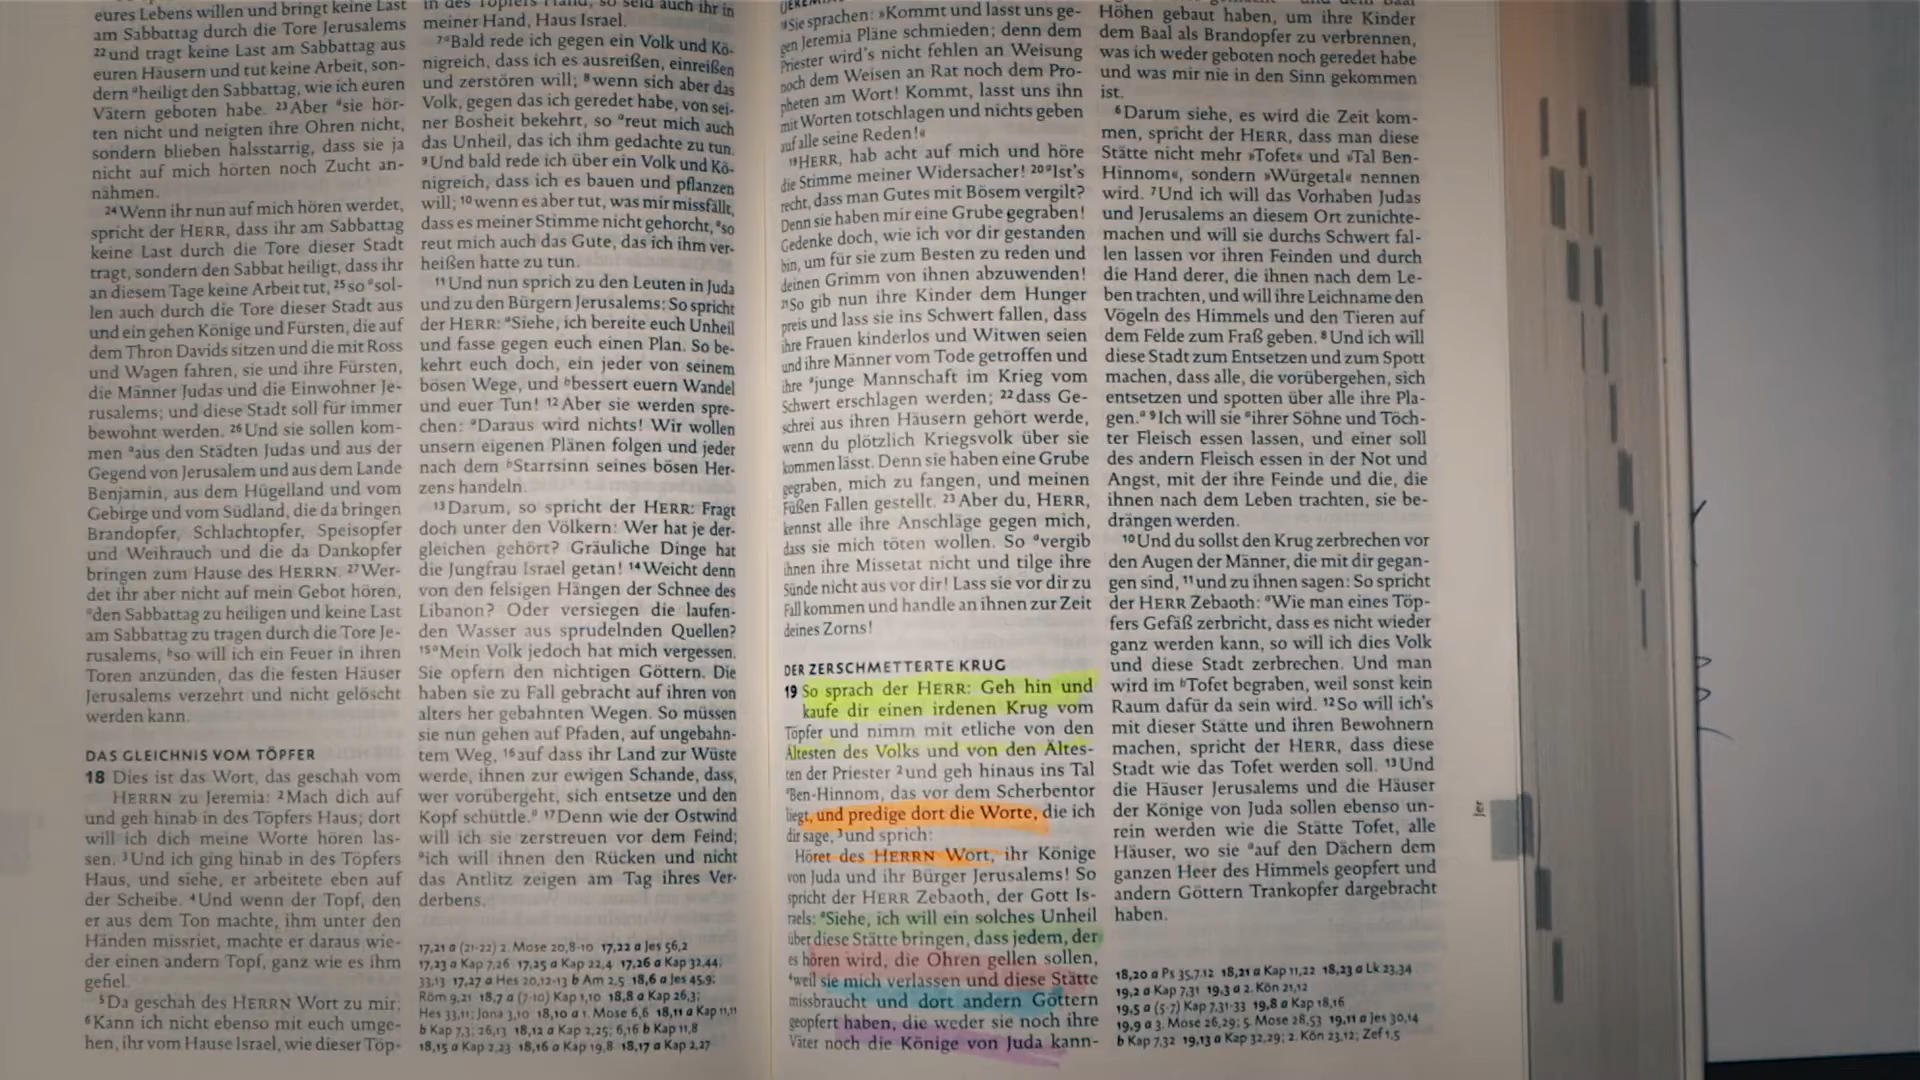 eures Lebens willen und bringt keine Last
am Sabbattag durch die Tore Jerusalems
22 und tragt keine Last am Sabbattag aus
euren Häusern und tut keine Arbeit, son-
dern a heiligt den Sabbattag, wie ich euren
Vätern geboten habe. 23 Aber a sie hör-
ten nicht und neigten ihre Ohren nicht,
sondern blieben halsstarrig, dass sie ja
nicht auf mich hörten noch Zucht an-
nähmen.
24 Wenn ihr nun auf mich hören werdet,
spricht der HERR, dass ihr am Sabbattag
keine Last durch die Tore dieser Stadt
tragt, sondern den Sabbat heiligt, dass ihr
an diesem Tage keine Arbeit tut, 25 so a sol-
len auch durch die Tore dieser Stadt aus
und ein gehen Könige und Fürsten, die auf
dem Thron Davids sitzen und die mit Ross
und Wagen fahren, sie und ihre Fürsten,
die Männer Judas und die Einwohner Je-
rusalems; und diese Stadt soll für immer
bewohnt werden. 26 Und sie sollen kom-
men a aus den Städten Judas und aus der
Gegend von Jerusalem und aus dem Lande
Benjamin, aus dem Hügelland und vom
Gebirge und vom Südland, die da bringen
Brandopfer, Schlachtopfer, Speisopfer
und Weihrauch und die da Dankopfer
bringen zum Hause des HERRN. 27 Wer-
det ihr aber nicht auf mein Gebot hören,
a den Sabbattag zu heiligen und keine Last
am Sabbattag zu tragen durch die Tore Je-
rusalems, b so will ich ein Feuer in ihren
Toren anzünden, das die festen Häuser
Jerusalems verzehrt und nicht gelöscht
werden kann.
DAS GLEICHNIS VOM TÖPFER
18 Dies ist das Wort, das geschah vom
HERRN zu Jeremia: 2 Mach dich auf
und geh hinab in des Töpfers Haus; dort
will ich dich meine Worte hören las-
sen. 3 Und ich ging hinab in des Töpfers
Haus, und siehe, er arbeitete eben auf
der Scheibe. 4 Und wenn der Topf, den
er aus dem Ton machte, ihm unter den
Händen missriet, machte er daraus wie-
der einen andern Topf, ganz wie es ihm
gefiel.
5 Da geschah des HERRN Wort zu mir:
6 Kann ich nicht ebenso mit euch umge-
hen, ihr vom Hause Israel, wie dieser Töp-
in des Töpfers Hand, so seid auch ihr in
meiner Hand, Haus Israel.
7 a Bald rede ich gegen ein Volk und Kö-
nigreich, dass ich es ausreißen, einreißen
und zerstören will; 8 wenn sich aber das
Volk, gegen das ich geredet habe, von sei-
ner Bosheit bekehrt, so a reut mich auch
das Unheil, das ich ihm gedachte zu tun.
9 Und bald rede ich über ein Volk und Kö-
nigreich, dass ich es bauen und pflanzen
will; 10 wenn es aber tut, was mir missfällt,
dass es meiner Stimme nicht gehorcht, a so
reut mich auch das Gute, das ich ihm ver-
heißen hatte zu tun.
11 Und nun sprich zu den Leuten in Juda
und zu den Bürgern Jerusalems: So spricht
der HERR: a Siehe, ich bereite euch Unheil
und fasse gegen euch einen Plan. So be-
kehrt euch doch, ein jeder von seinem
bösen Wege, und b bessert euern Wandel
und euer Tun! 12 Aber sie werden spre-
chen: a Daraus wird nichts! Wir wollen
unsern eigenen Plänen folgen und jeder
nach dem b Starrsinn seines bösen Her-
zens handeln.
13 Darum, so spricht der HERR: Fragt
doch unter den Völkern: Wer hat je der-
gleichen gehört? Gräuliche Dinge hat
die Jungfrau Israel getan! 14 Weicht denn
von den felsigen Hängen der Schnee des
Libanon? Oder versiegen die laufen-
den Wasser aus sprudelnden Quellen?
15 a Mein Volk jedoch hat mich vergessen.
Sie opfern den nichtigen Göttern. Die
haben sie zu Fall gebracht auf ihren von
alters her gebahnten Wegen. So müssen
sie nun gehen auf Pfaden, auf ungebahn-
tem Weg, 16 auf dass ihr Land zur Wüste
werde, ihnen zur ewigen Schande, dass,
wer vorübergeht, sich entsetze und den
Kopf schüttle. a 17 Denn wie der Ostwind
will ich sie zerstreuen vor dem Feind;
a ich will ihnen den Rücken und nicht
das Antlitz zeigen am Tag ihres Ver-
derbens.
17,21 a (21-22) 2. Mose 20,8-10 17,22 a Jes 56,2
17,23 a Kap 7,26 17,25 a Kap 22,4 17,26 a Kap 32,44;
33,13 17,27 a Hes 20,12-13 b Am 2,5 18,6 a Jes 45,9;
Röm 9,21 18,7 a (7-10) Kap 1,10 18,8 a Kap 26,3;
Hes 33,11; Jona 3,10 18,10 a 1. Mose 6,6 18,11 a Kap 11,11
b Kap 7,3; 26,13 18,12 a Kap 2,25; 6,16 b Kap 11,8
18,15 a Kap 2,23 18,16 a Kap 19,8 18,17 a Kap 2,27
JEREMIA
18 Sie sprachen: »Kommt und lasst uns ge-
gen Jeremia Pläne schmieden; denn dem
Priester wird's nicht fehlen an Weisung
noch dem Weisen an Rat noch dem Pro-
pheten am Wort! Kommt, lasst uns ihn
mit Worten totschlagen und nichts geben
auf alle seine Reden!«
19 HERR, hab acht auf mich und höre
die Stimme meiner Widersacher! 20 a Ist's
recht, dass man Gutes mit Bösem vergilt?
Denn sie haben mir eine Grube gegraben!
Gedenke doch, wie ich vor dir gestanden
bin, um für sie zum Besten zu reden und
deinen Grimm von ihnen abzuwenden!
21 So gib nun ihre Kinder dem Hunger
preis und lass sie ins Schwert fallen, dass
ihre Frauen kinderlos und Witwen seien
und ihre Männer vom Tode getroffen und
ihre a junge Mannschaft im Krieg vom
Schwert erschlagen werden; 22 dass Ge-
schrei aus ihren Häusern gehört werde,
wenn du plötzlich Kriegsvolk über sie
kommen lässt. Denn sie haben eine Grube
gegraben, mich zu fangen, und meinen
Füßen Fallen gestellt. 23 Aber du, HERR,
kennst alle ihre Anschläge gegen mich,
dass sie mich töten wollen. So a vergib
ihnen ihre Missetat nicht und tilge ihre
Sünde nicht aus vor dir! Lass sie vor dir zu
Fall kommen und handle an ihnen zur Zeit
deines Zorns!
DER ZERSCHMETTERTE KRUG
19 So sprach der HERR: Geh hin und
kaufe dir einen irdenen Krug vom
Töpfer und nimm mit etliche von den
Ältesten des Volks und von den Ältes-
ten der Priester 2 und geh hinaus ins Tal
a Ben-Hinnom, das vor dem Scherbentor
liegt, und predige dort die Worte, die ich
dir sage, 3 und sprich:
Höret des HERRN Wort, ihr Könige
von Juda und ihr Bürger Jerusalems! So
spricht der HERR Zebaoth, der Gott Is-
raels: a Siehe, ich will ein solches Unheil
über diese Stätte bringen, dass jedem, der
es hören wird, die Ohren gellen sollen,
4 weil sie mich verlassen und diese Stätte
missbraucht und dort andern Göttern
geopfert haben, die weder sie noch ihre
Väter noch die Könige von Juda kann-
Höhen gebaut haben, um ihre Kinder
dem Baal als Brandopfer zu verbrennen,
was ich weder geboten noch geredet habe
und was mir nie in den Sinn gekommen
ist.
6 Darum siehe, es wird die Zeit kom-
men, spricht der HERR, dass man diese
Stätte nicht mehr »Tofet« und »Tal Ben-
Hinnom«, sondern »Würgetal« nennen
wird. 7 Und ich will das Vorhaben Judas
und Jerusalems an diesem Ort zunichte-
machen und will sie durchs Schwert fal-
len lassen vor ihren Feinden und durch
die Hand derer, die ihnen nach dem Le-
ben trachten, und will ihre Leichname den
Vögeln des Himmels und den Tieren auf
dem Felde zum Fraß geben. 8 Und ich will
diese Stadt zum Entsetzen und zum Spott
machen, dass alle, die vorübergehen, sich
entsetzen und spotten über alle ihre Pla-
gen. a 9 Ich will sie a ihrer Söhne und Töch-
ter Fleisch essen lassen, und einer soll
des andern Fleisch essen in der Not und
Angst, mit der ihre Feinde und die, die
ihnen nach dem Leben trachten, sie be-
drängen werden.
10 Und du sollst den Krug zerbrechen vor
den Augen der Männer, die mit dir gegan-
gen sind, 11 und zu ihnen sagen: So spricht
der HERR Zebaoth: a Wie man eines Töp-
fers Gefäß zerbricht, dass es nicht wieder
ganz werden kann, so will ich dies Volk
und diese Stadt zerbrechen. Und man
wird im b Tofet begraben, weil sonst kein
Raum dafür da sein wird. 12 So will ich's
mit dieser Stätte und ihren Bewohnern
machen, spricht der HERR, dass diese
Stadt wie das Tofet werden soll. 13 Und
die Häuser Jerusalems und die Häuser
der Könige von Juda sollen ebenso un-
rein werden wie die Stätte Tofet, alle
Häuser, wo sie a auf den Dächern dem
ganzen Heer des Himmels geopfert und
andern Göttern Trankopfer dargebracht
haben.
18,20 a Ps 35,7.12 18,21 a Kap 11,22 18,23 a Lk 23,34
19,2 a Kap 7,31 19,3 a 2. Kön 21,12
19,5 a (5-7) Kap 7,31-33 19,8 a Kap 18,16
19,9 a 3. Mose 26,29; 5. Mose 28,53 19,11 a Jes 30,14
b Kap 7,32 19,13 a Kap 32,29; 2. Kön 23,12; Zef 1,5
Jer